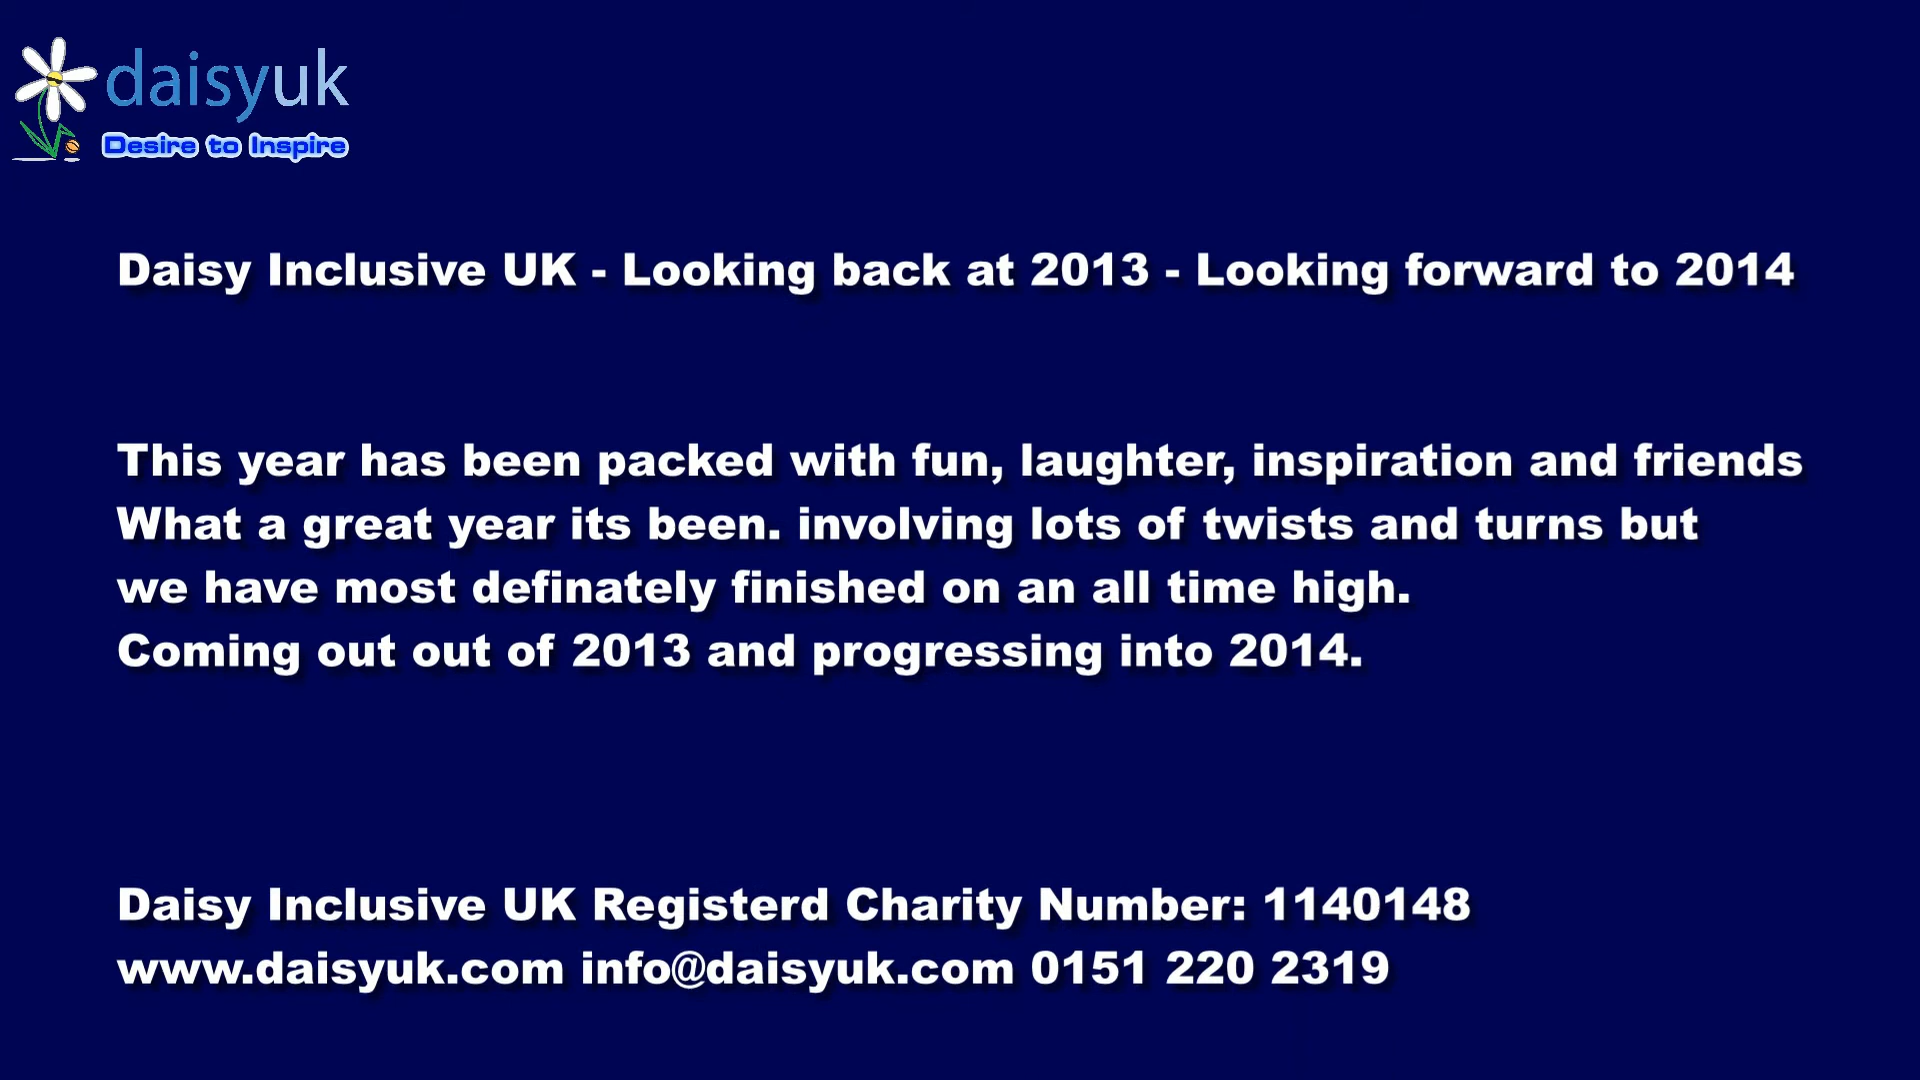 daisyuk
Desire to Inspire
Daisy Inclusive UK - Looking back at 2013 - Looking forward to 2014
This year has been packed with fun, laughter, inspiration and friends
What a great year its been. involving lots of twists and turns but
we have most definately finished on an all time high.
Coming out out of 2013 and progressing into 2014.
Daisy Inclusive UK Registerd Charity Number: 1140148
www.daisyuk.com info@daisyuk.com 0151 220 2319